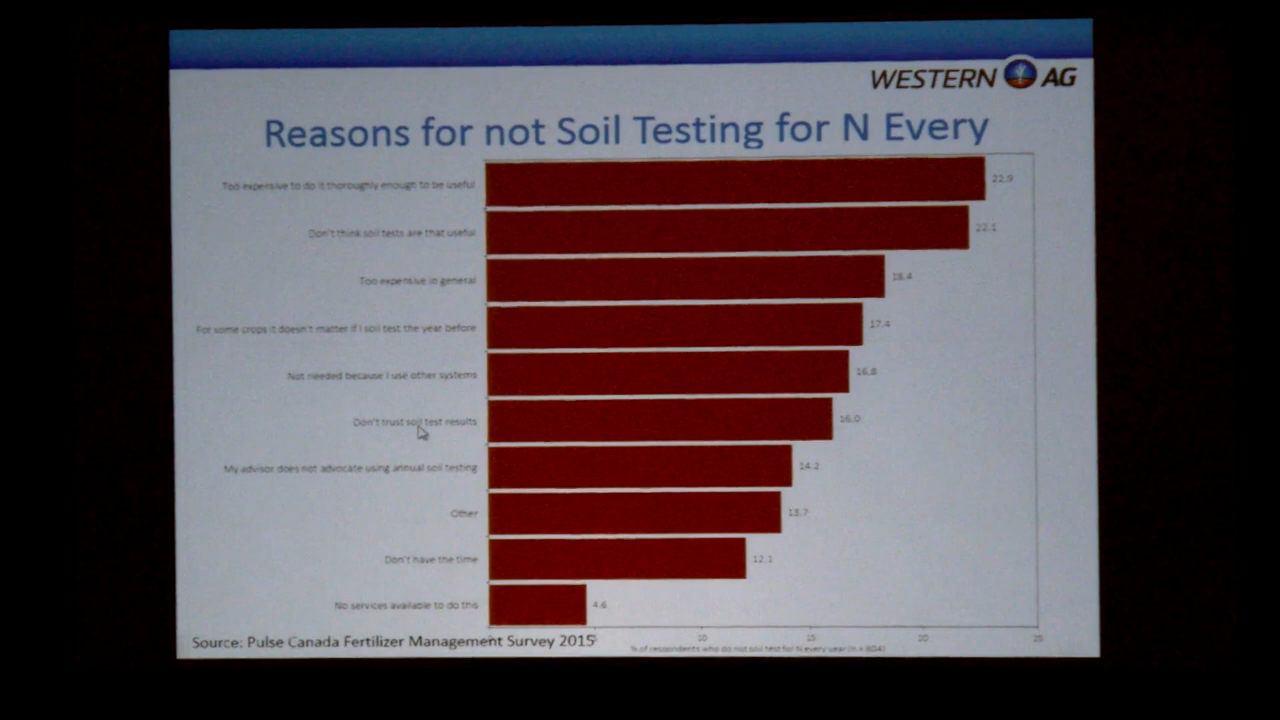 WESTERN AG
Reasons for not Soil Testing for N Every
Too expensive to do it thoroughly enough to be useful 22.9
Don't think soil tests are that useful 22.1
Too expensive in general 18.4
For some crops it doesn't matter if I soil test the year before 17.4
Not needed because I use other systems 16.8
Don't trust soil test results 16.0
My advisor does not advocate using annual soil testing 14.2
Other 13.7
Don't have the time 12.1
No services available to do this 4.6
Source: Pulse Canada Fertilizer Management Survey 2015
10 15 20 25
% of respondents who do not soil test for N every year (n = 804)